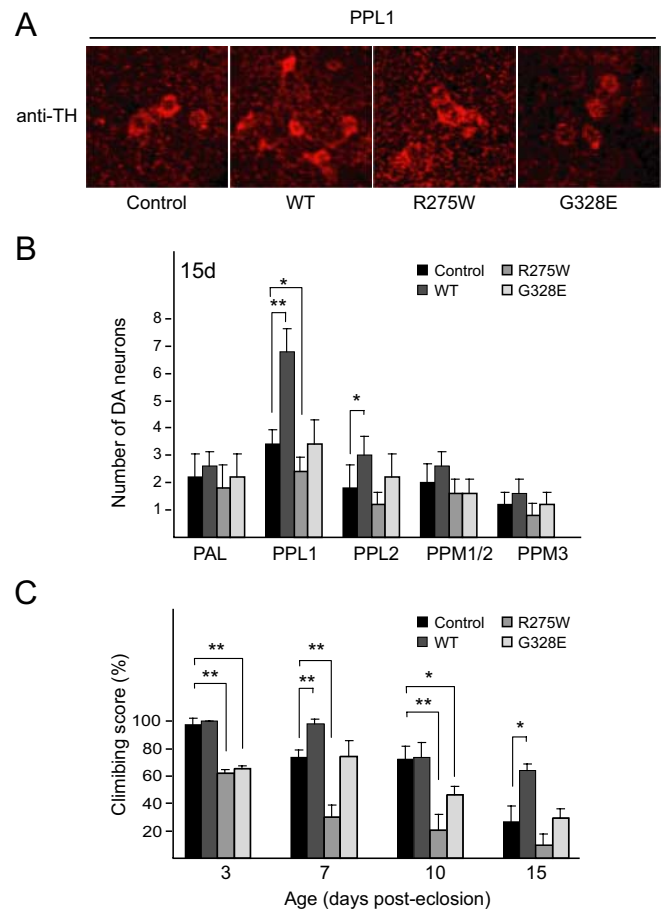 A
PPL1
anti-TH
Control WT R275W G328E
B
15d
Control R275W
WT G328E
* 
**
*
Number of DA neurons
8
7
6
5
4
3
2
1
PAL PPL1 PPL2 PPM1/2 PPM3
C
Control R275W
WT G328E
** ** *
** ** ** *
Climibing score (%)
100
80
60
40
20
3 7 10 15
Age (days post-eclosion)